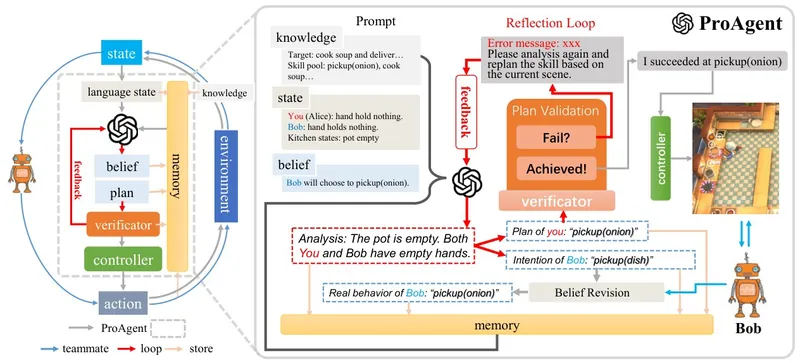 state
language state
knowledge
belief
plan
verificator
controller
action
feedback
memory
environment
ProAgent
teammate
loop
store
Prompt
knowledge
Target: cook soup and deliver…
Skill pool: pickup(onion), cook
soup…
state
You (Alice): hand hold nothing.
Bob: hand holds nothing.
Kitchen states: pot empty
belief
Bob will choose to pickup(onion).
Reflection Loop
Error message: xxx
Please analysis again and
replan the skill based on
the current scene.
feedback
Plan Validation
Fail?
Achieved!
verificator
ProAgent
I succeeded at pickup(onion)
controller
Analysis: The pot is empty. Both
You and Bob have empty hands.
Plan of you: “pickup(onion)”
Intention of Bob: “pickup(dish)”
Real behavior of Bob: “pickup(onion)”
Belief Revision
memory
Bob